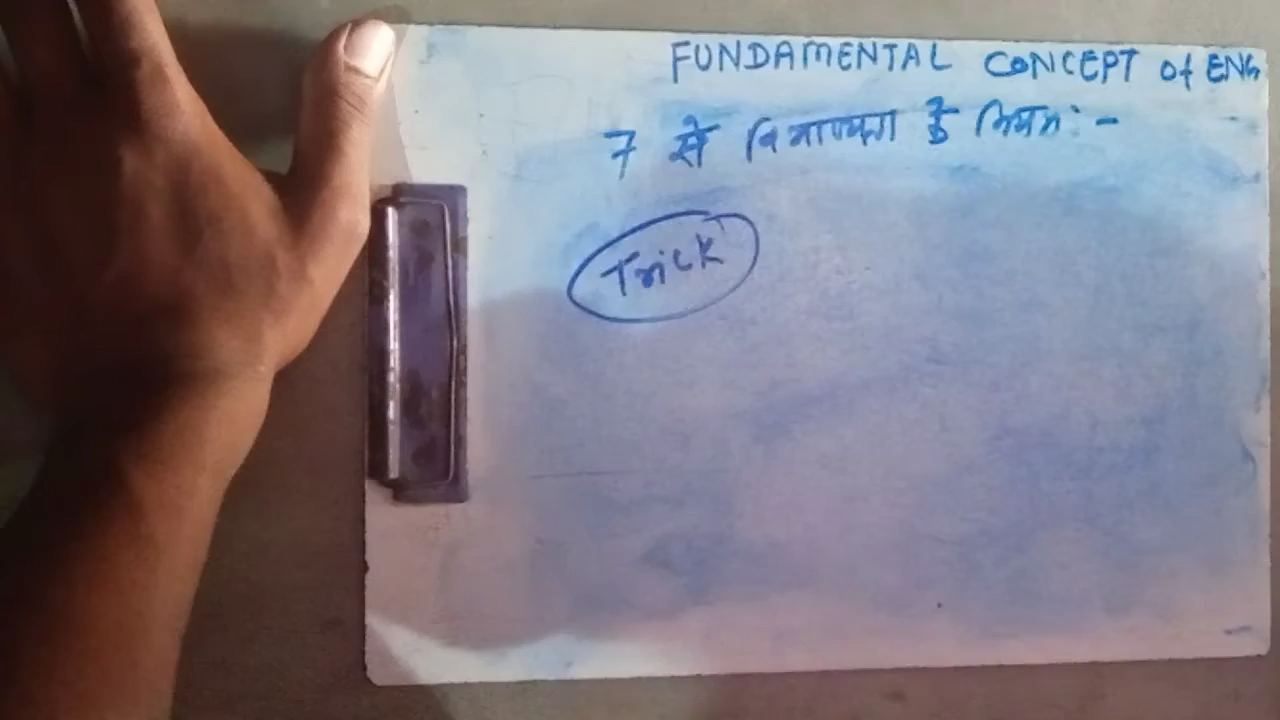 FUNDAMENTAL CONCEPT of ENG
7 से विभाज्यता के नियम:-
Trick